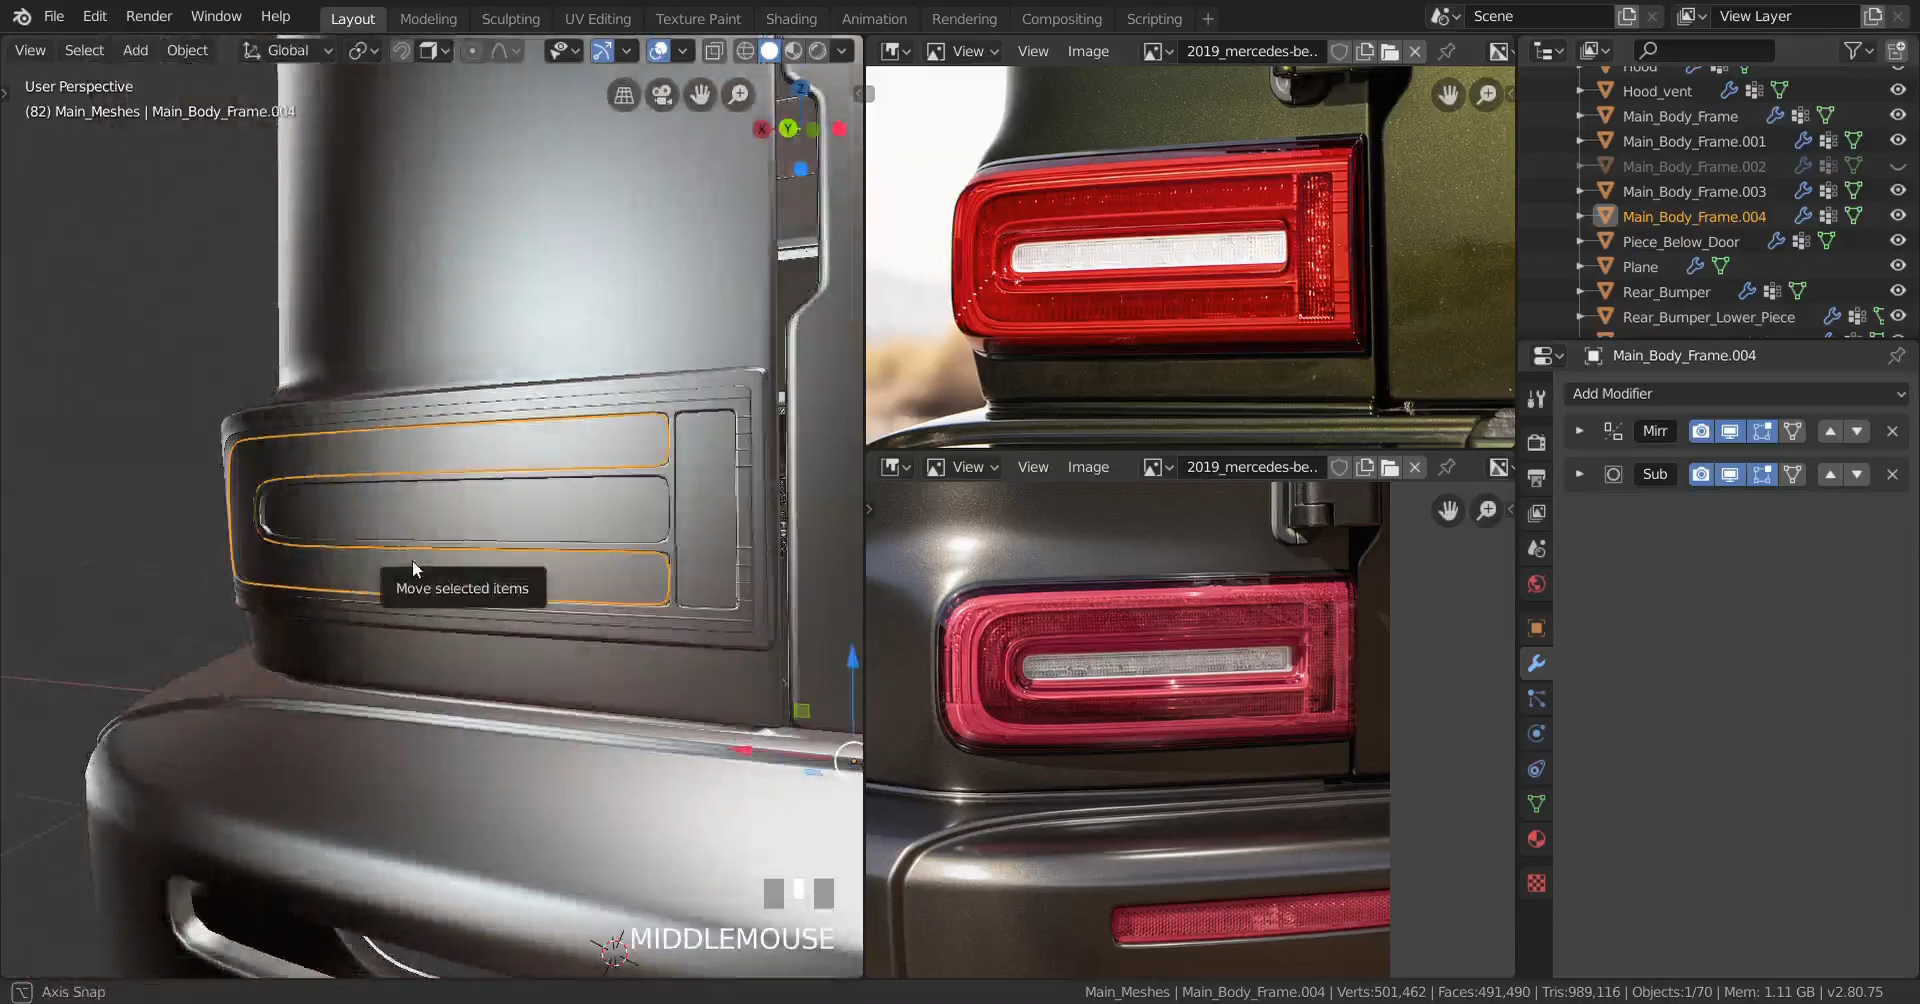 File Edit Render Window Help Layout Modeling Sculpting UV Editing Texture Paint Shading Animation Rendering Compositing Scripting + Scene View Layer
View Select Add Object Global View View Image 2019_mercedes-be..
User Perspective
(82) Main_Meshes | Main_Body_Frame.004
Z
X Y
Move selected items
MIDDLEMOUSE
View View Image 2019_mercedes-be..
Hood
Hood_vent
Main_Body_Frame
Main_Body_Frame.001
Main_Body_Frame.002
Main_Body_Frame.003
Main_Body_Frame.004
Piece_Below_Door
Plane
Rear_Bumper
Rear_Bumper_Lower_Piece
Main_Body_Frame.004
Add Modifier
Mirr
Sub
Axis Snap
Main_Meshes | Main_Body_Frame.004 | Verts:501,462 | Faces:491,490 | Tris:989,116 | Objects:1/70 | Mem: 1.11 GB | v2.80.75